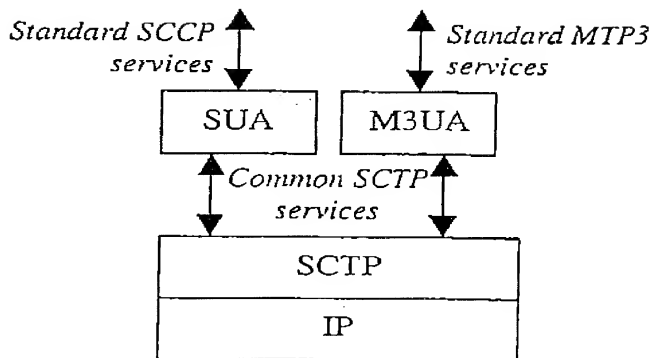 Standard SCCP
services
Standard MTP3
services
SUA
M3UA
Common SCTP
services
SCTP
IP